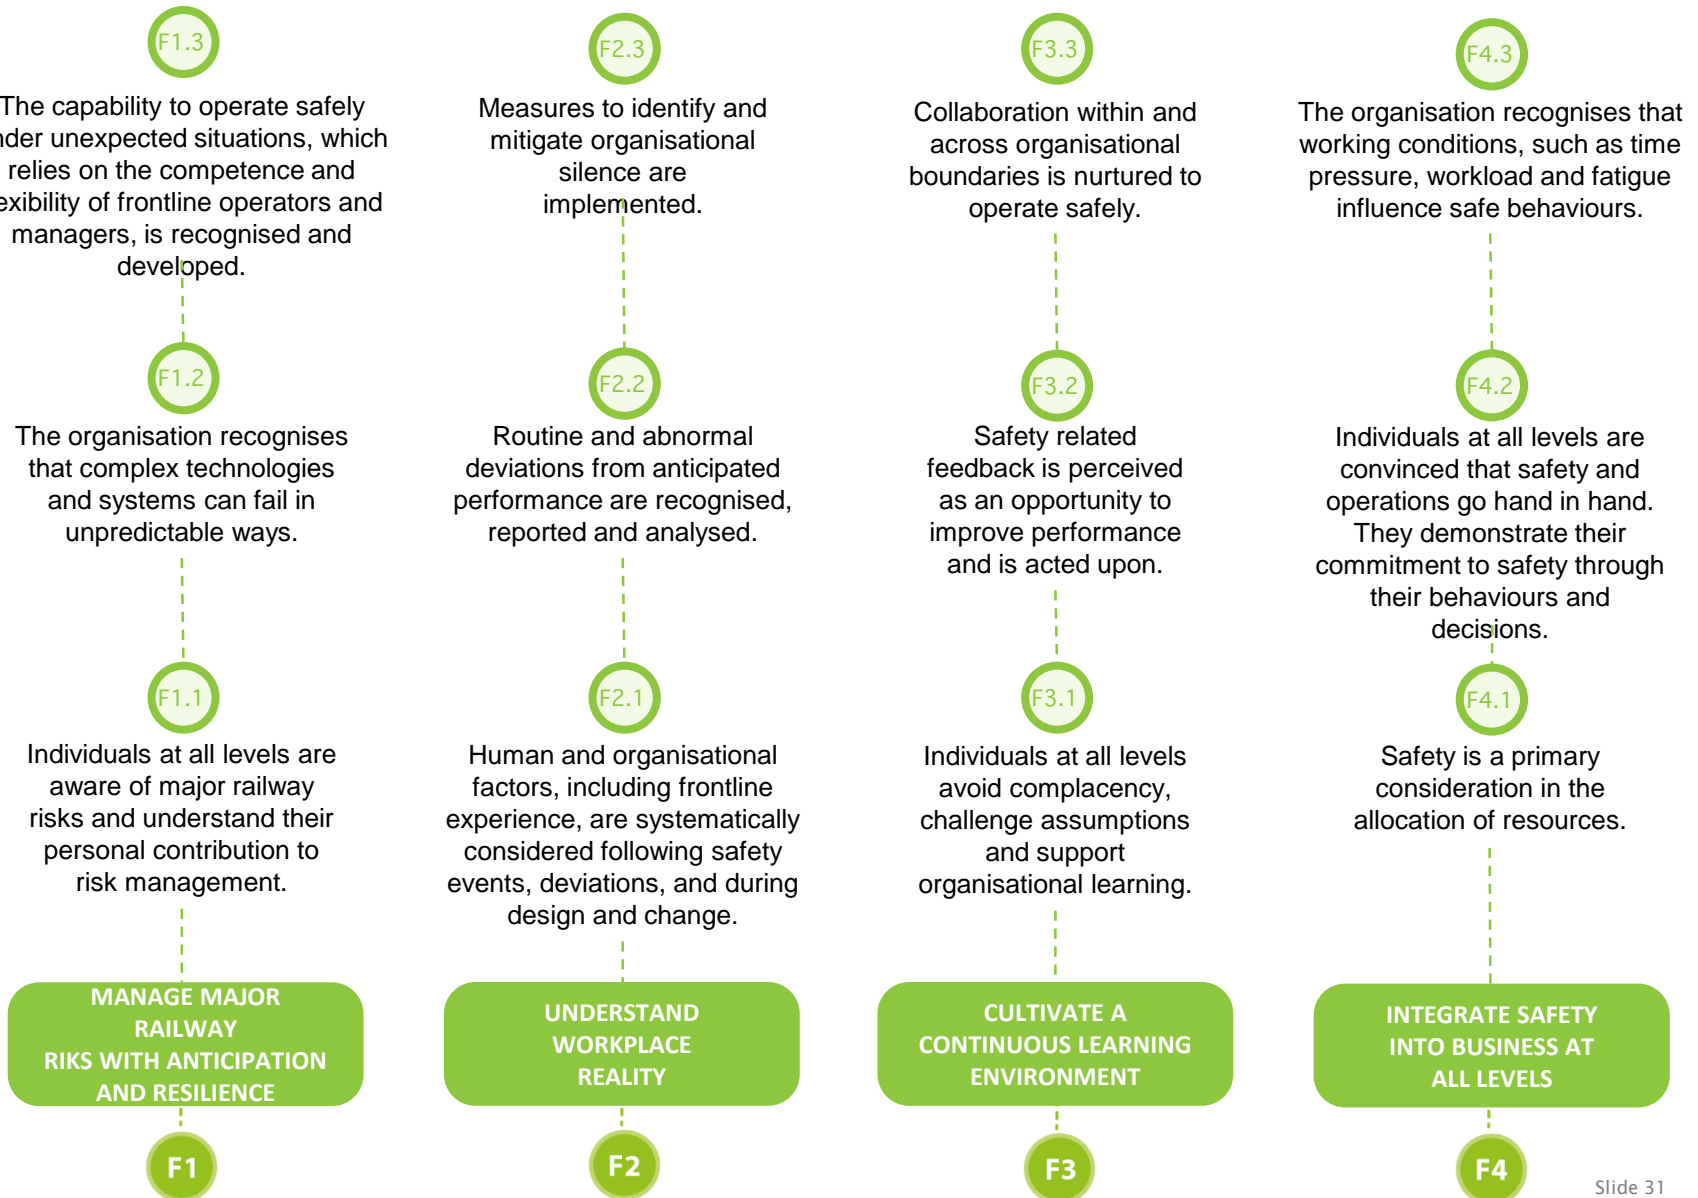 F1.3
The capability to operate safely
nder unexpected situations, which
relies on the competence and
exibility of frontline operators and
managers, is recognised and
developed.
F1.2
The organisation recognises
that complex technologies
and systems can fail in
unpredictable ways.
F1.1
Individuals at all levels are
aware of major railway
risks and understand their
personal contribution to
risk management.
MANAGE MAJOR
RAILWAY
RIKS WITH ANTICIPATION
AND RESILIENCE
F1
F2.3
Measures to identify and
mitigate organisational
silence are
implemented.
F2.2
Routine and abnormal
deviations from anticipated
performance are recognised,
reported and analysed.
F2.1
Human and organisational
factors, including frontline
experience, are systematically
considered following safety
events, deviations, and during
design and change.
UNDERSTAND
WORKPLACE
REALITY
F2
F3.3
Collaboration within and
across organisational
boundaries is nurtured to
operate safely.
F3.2
Safety related
feedback is perceived
as an opportunity to
improve performance
and is acted upon.
F3.1
Individuals at all levels
avoid complacency,
challenge assumptions
and support
organisational learning.
CULTIVATE A
CONTINUOUS LEARNING
ENVIRONMENT
F3
F4.3
The organisation recognises that
working conditions, such as time
pressure, workload and fatigue
influence safe behaviours.
F4.2
Individuals at all levels are
convinced that safety and
operations go hand in hand.
They demonstrate their
commitment to safety through
their behaviours and
decisions.
F4.1
Safety is a primary
consideration in the
allocation of resources.
INTEGRATE SAFETY
INTO BUSINESS AT
ALL LEVELS
F4
Slide 31